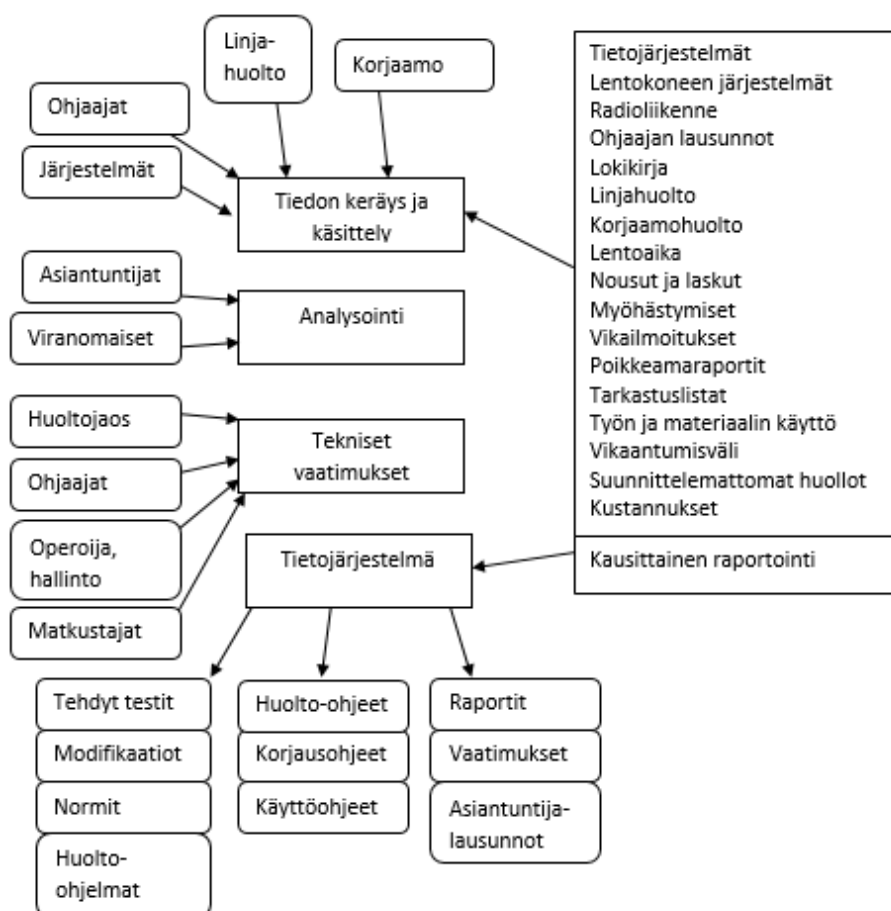 Linja-
huolto
Korjaamo
Ohjaajat
Järjestelmät
Tiedon keräys ja
käsittely
Asiantuntijat
Viranomaiset
Analysointi
Huoltojaos
Ohjaajat
Operoija,
hallinto
Matkustajat
Tekniset
vaatimukset
Tietojärjestelmä
Tietojärjestelmät
Lentokoneen järjestelmät
Radioliikenne
Ohjaajan lausunnot
Lokikirja
Linjahuolto
Korjaamohuolto
Lentoaika
Nousut ja laskut
Myöhästymiset
Vikailmoitukset
Poikkeamaraportit
Tarkastuslistat
Työn ja materiaalin käyttö
Vikaantumisväli
Suunnittelemattomat huollot
Kustannukset
Kausittainen raportointi
Tehdyt testit
Modifikaatiot
Normit
Huolto-
ohjelmat
Huolto-ohjeet
Korjausohjeet
Käyttöohjeet
Raportit
Vaatimukset
Asiantuntija-
lausunnot